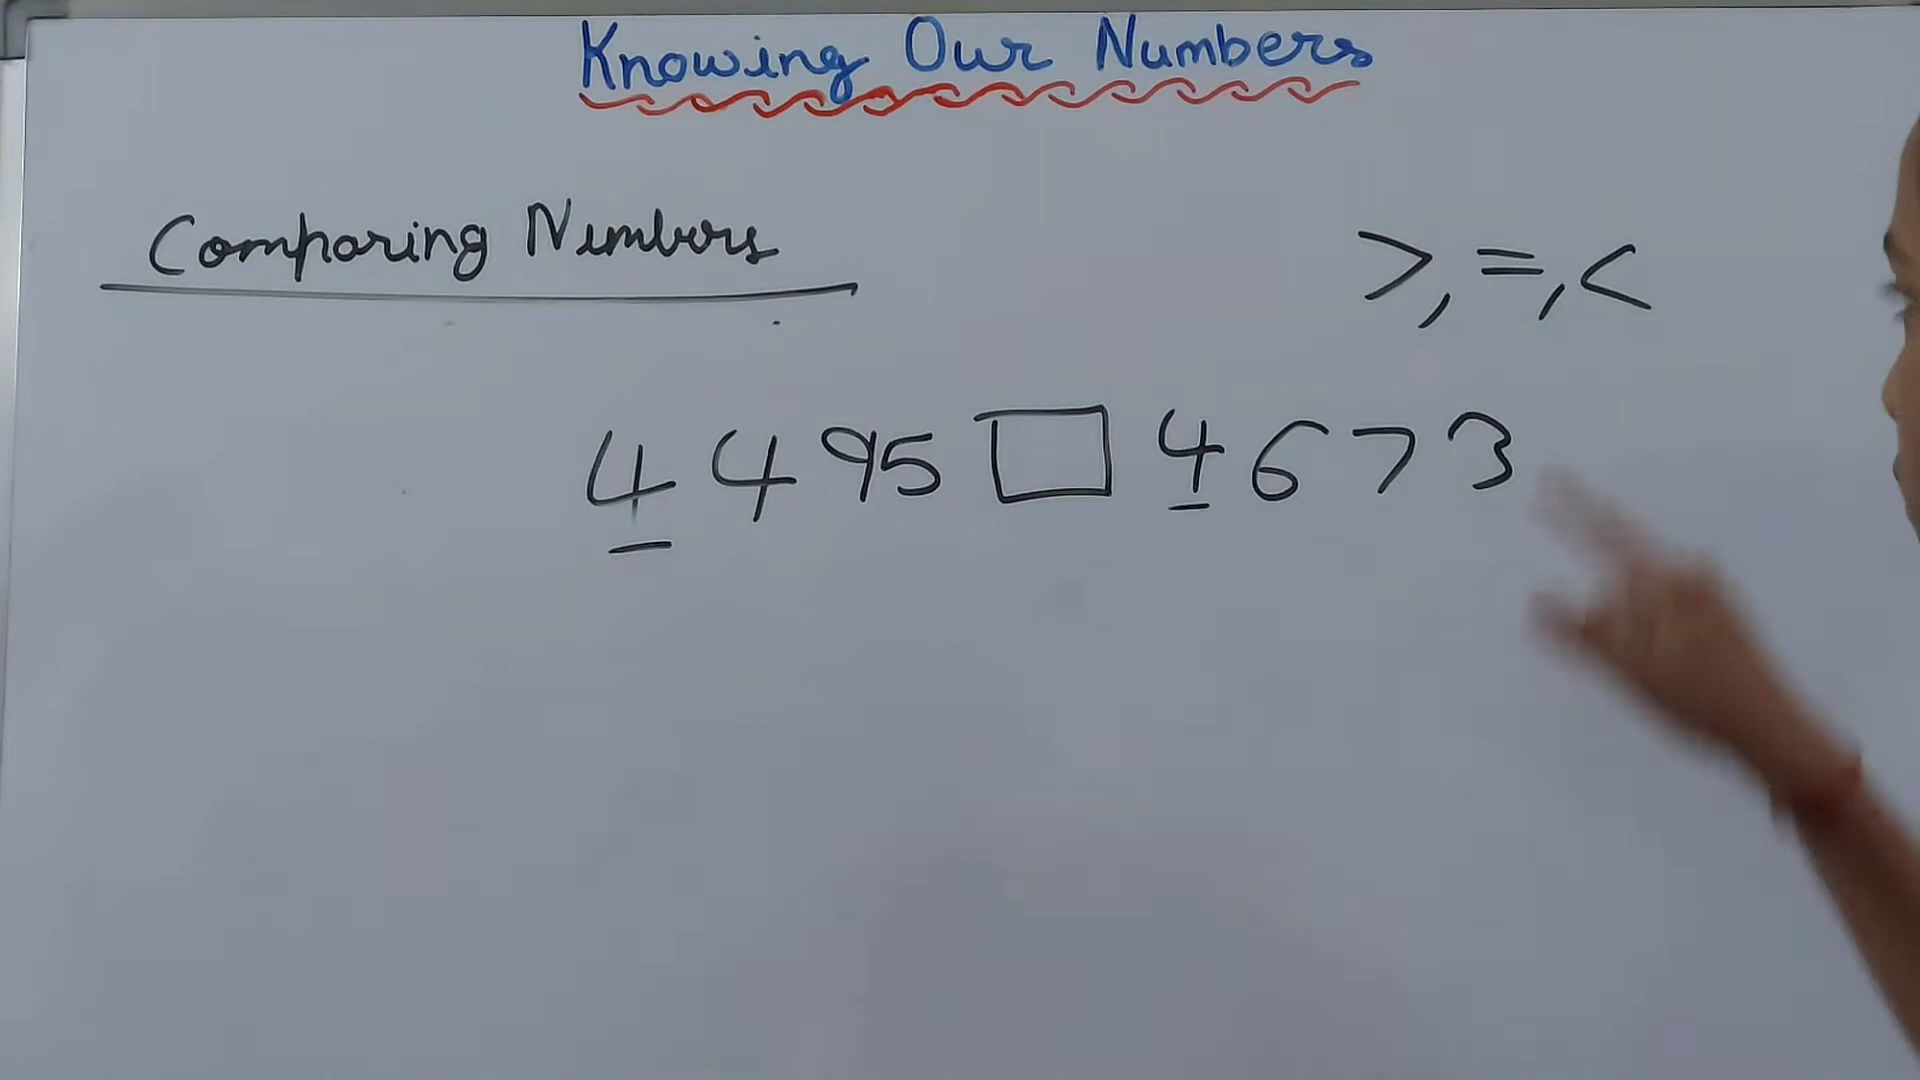 Knowing Our Numbers
Comparing Numbers
>, =, <
4495 □ 4673